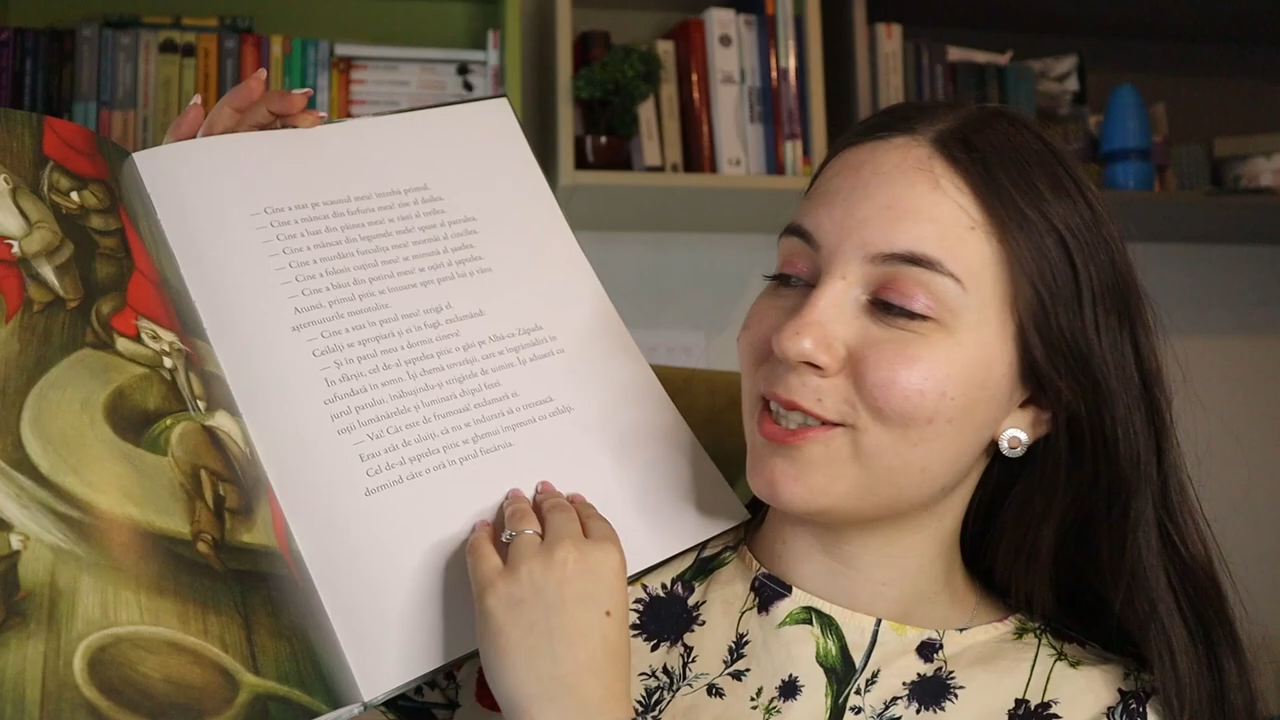 — Cine a stat pe scaunul meu? întrebă primul.
— Cine a mâncat din farfuria mea? zise al doilea.
— Cine a luat din pâinea mea? se răsti al treilea.
— Cine a mâncat din legumele mele? spuse al patrulea.
— Cine a murdărit furculița mea? mormăi al cincilea.
— Cine a folosit cuțitul meu? se minună al șaselea.
— Cine a băut din potirul meu? se oțărî al șaptelea.
Atunci, primul pitic se întoarse spre patul lui și văzu
așternuturile mototolite.
— Cine a stat în patul meu? strigă el.
Ceilalți se apropiară și ei în fugă, exclamând:
— Și în patul meu a dormit cineva!
În sfârșit, cel de-al șaptelea pitic o găsi pe Albă-ca-Zăpada
cufundată în somn. Își chemă tovarășii, care se îngrămădiră în
jurul patului, înăbușindu-și strigătele de uimire. Își aduseră cu
toții lumânărelele și luminară chipul fetei.
— Vai! Cât este de frumoasă! exclamară ei.
Erau atât de uluiți, că nu se îndurară să o trezească.
Cel de-al șaptelea pitic se ghemui împreună cu ceilalți,
dormind câte o oră în patul fiecăruia.